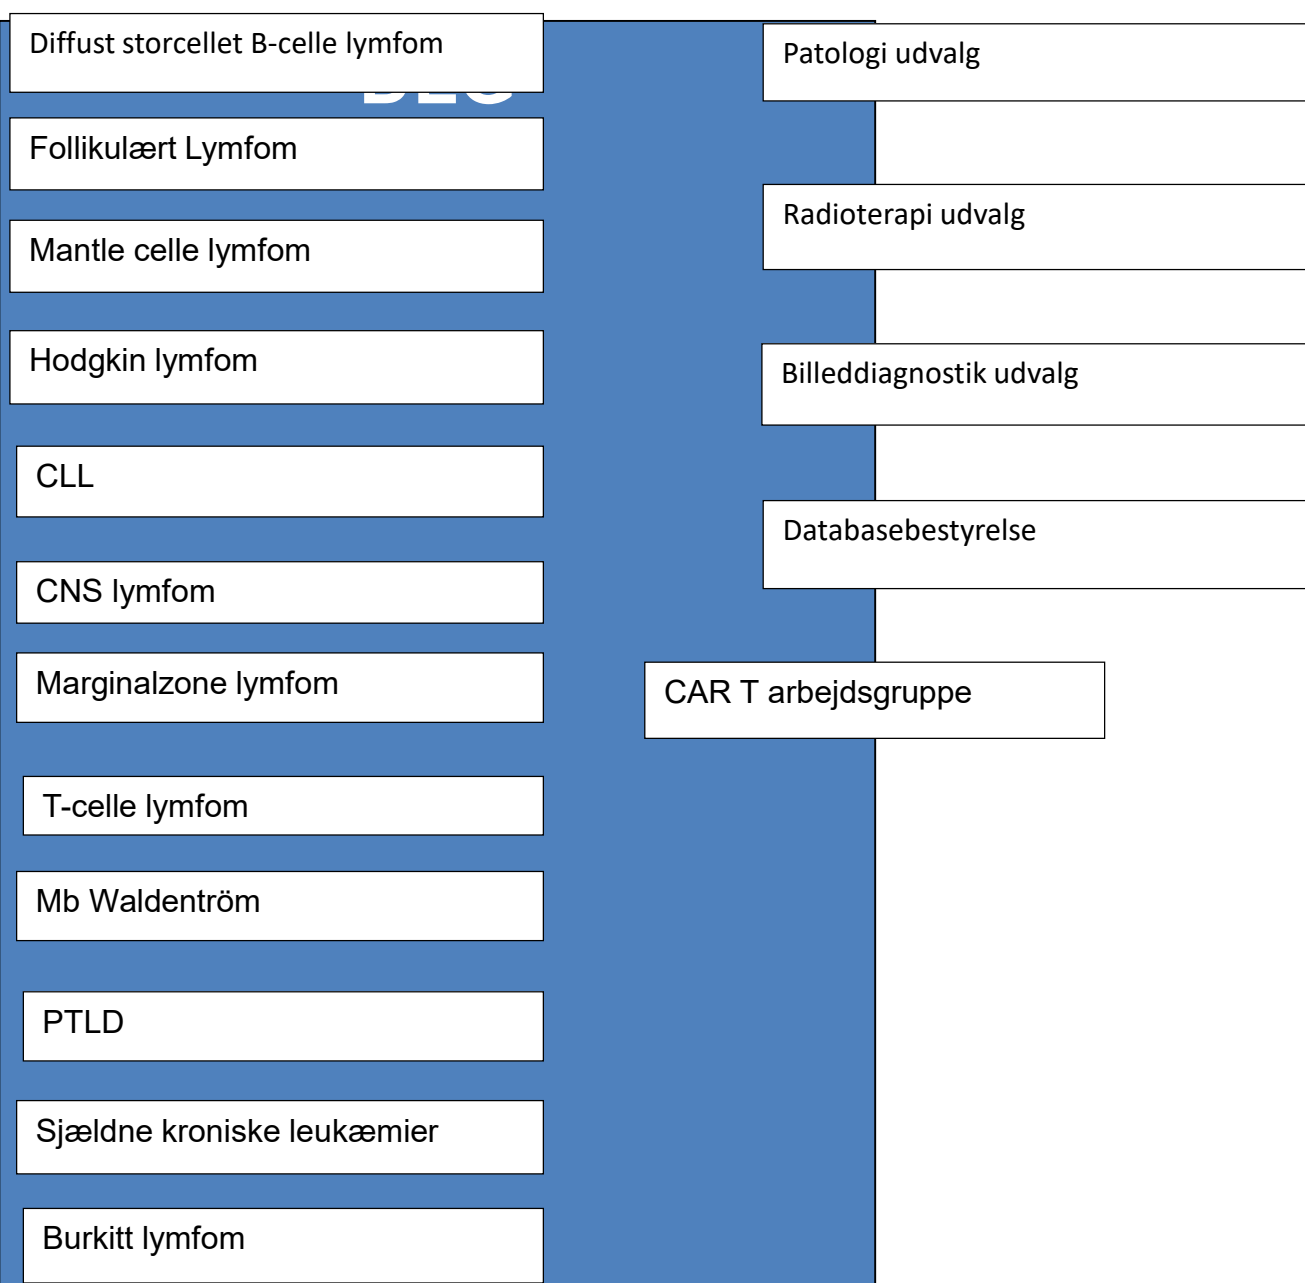 Diffust storcellet B-celle lymfom
Follikulært Lymfom
Mantle celle lymfom
Hodgkin lymfom
CLL
CNS lymfom
Marginalzone lymfom
T-celle lymfom
Mb Waldentröm
PTLD
Sjældne kroniske leukæmier
Burkitt lymfom
Patologi udvalg
Radioterapi udvalg
Billeddiagnostik udvalg
Databasebestyrelse
CAR T arbejdsgruppe